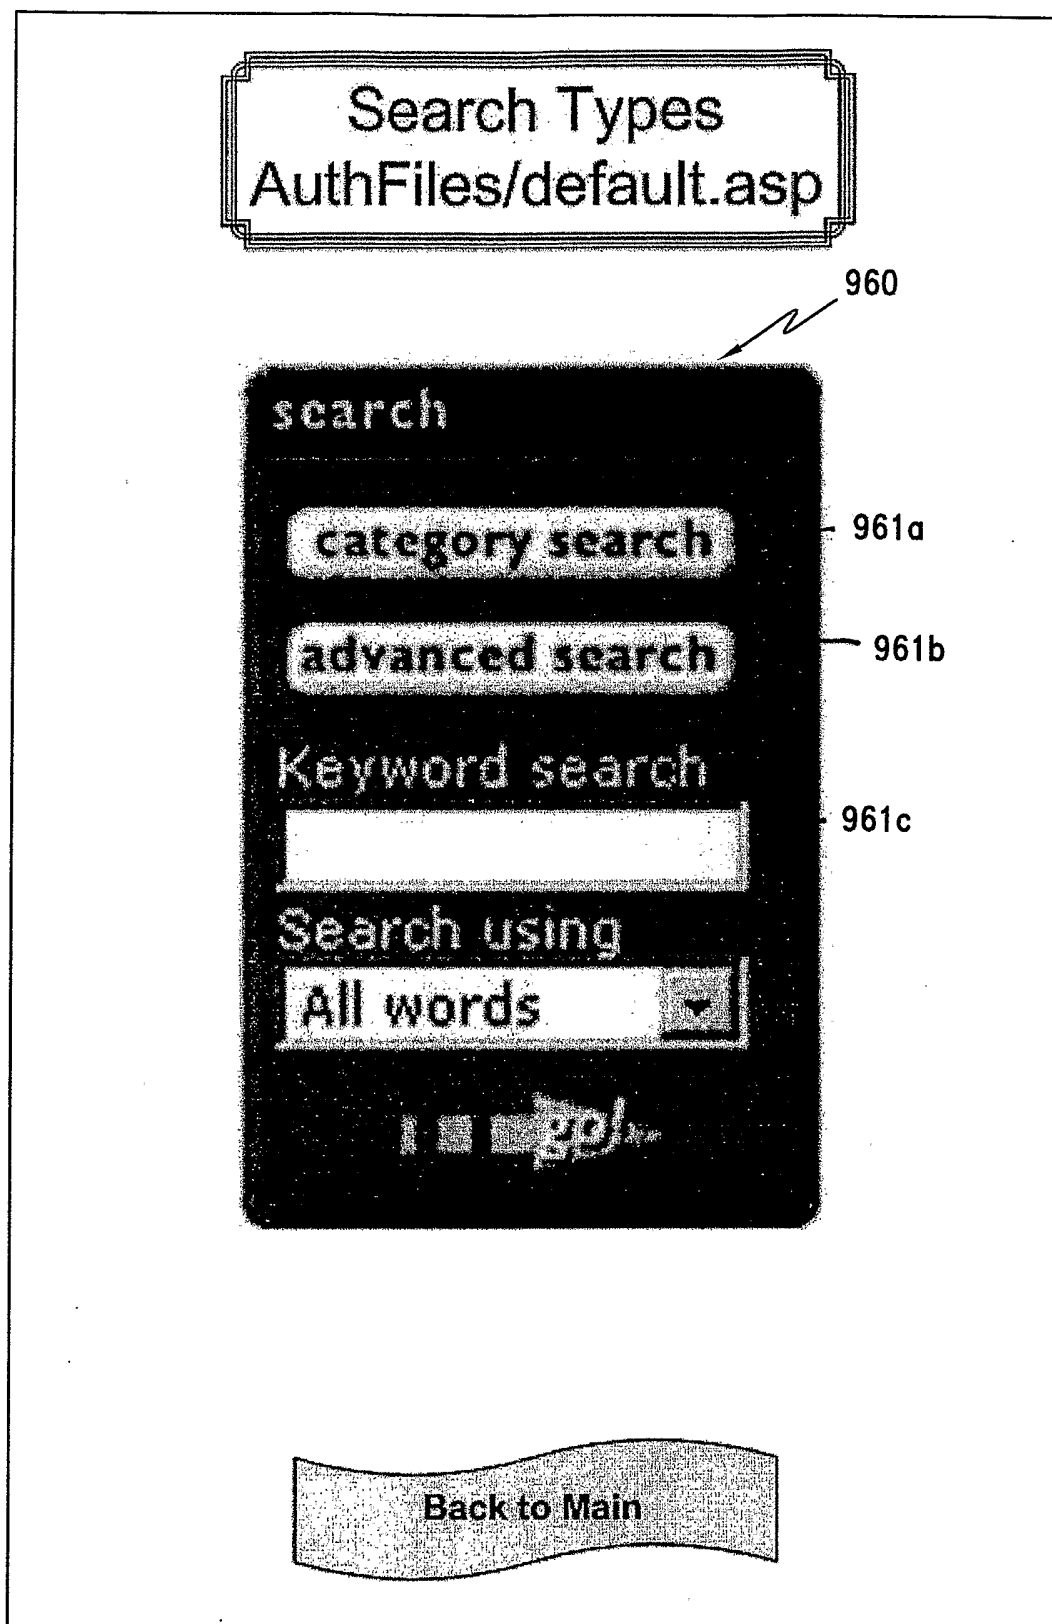 Search Types
AuthFiles/default.asp
960
search
category search
961a
advanced search
961b
Keyword search
961c
Search using
All words
go!
Back to Main